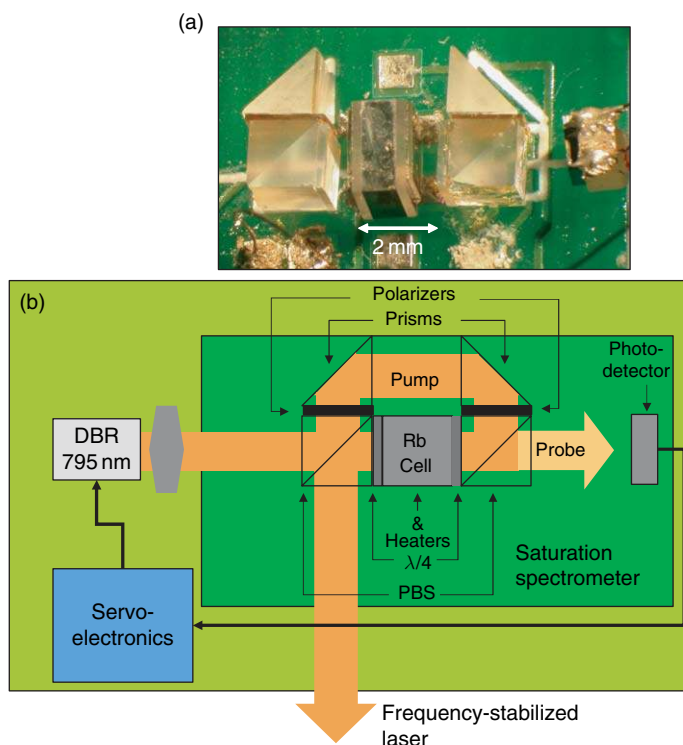 (a)
2 mm
(b)
Polarizers
Prisms
Photo-
detector
Pump
DBR
795 nm
Rb
Cell
Probe
&
Heaters
λ/4
PBS
Saturation
spectrometer
Servo-
electronics
Frequency-stabilized
laser